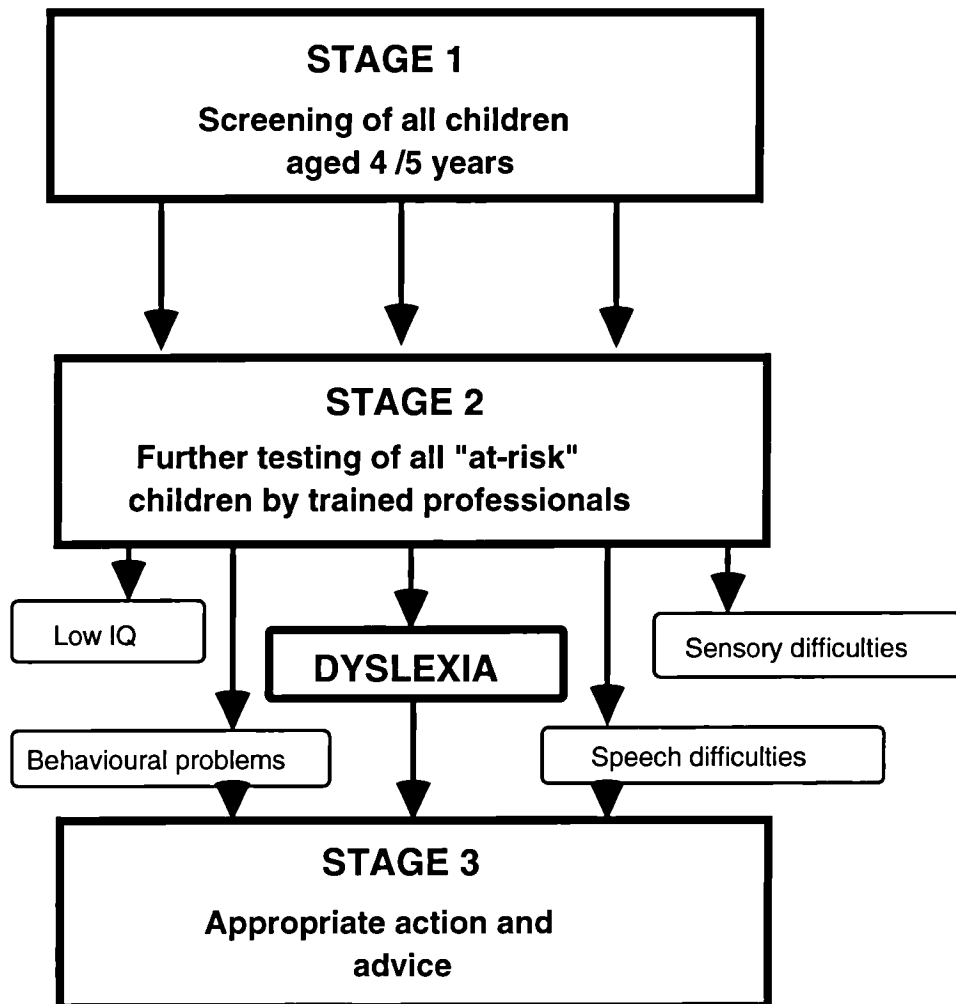 STAGE 1
Screening of all children
aged 4 /5 years
STAGE 2
Further testing of all "at-risk"
children by trained professionals
Low IQ
DYSLEXIA
Sensory difficulties
Behavioural problems
Speech difficulties
STAGE 3
Appropriate action and
advice